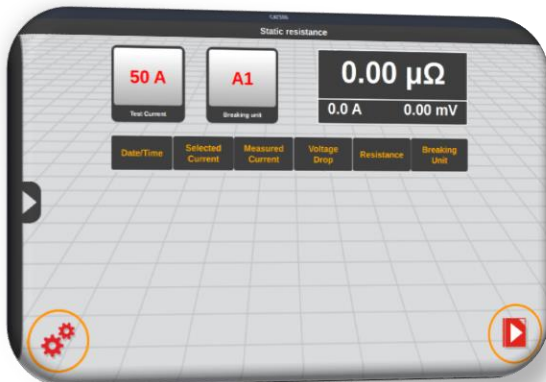 Static resistance
50 A
Test Current
A1
Breaking unit
0.00 µΩ
0.0 A 0.00 mV
Date/Time Selected Current Measured Current Voltage Drop Resistance Breaking Unit